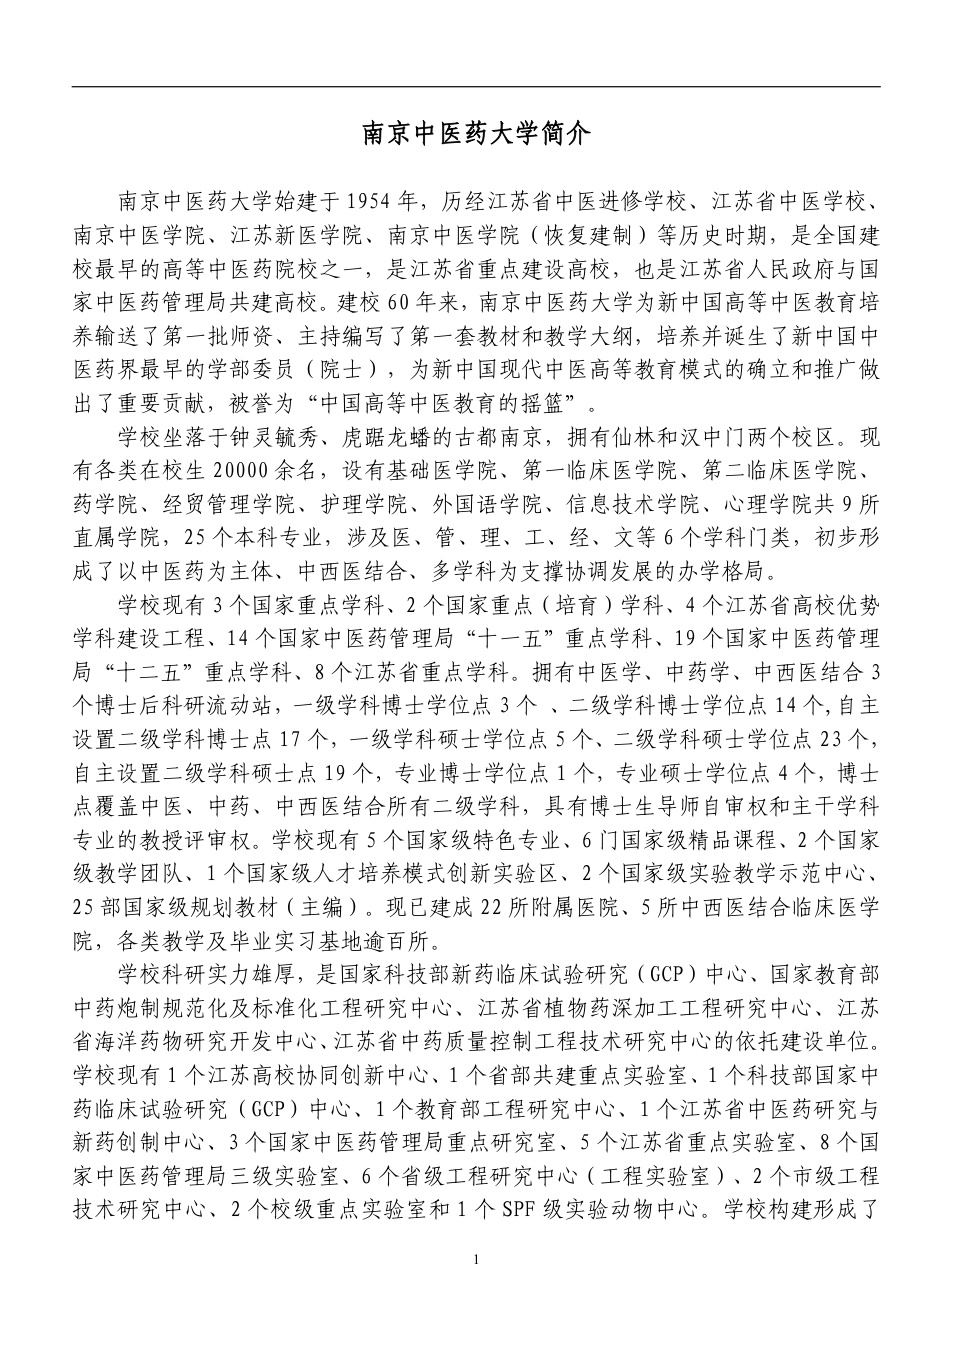 南京中医药大学简介
南京中医药大学始建于 1954 年，历经江苏省中医进修学校、江苏省中医学校、
南京中医学院、江苏新医学院、南京中医学院（恢复建制）等历史时期，是全国建
校最早的高等中医药院校之一，是江苏省重点建设高校，也是江苏省人民政府与国
家中医药管理局共建高校。建校 60 年来，南京中医药大学为新中国高等中医教育培
养输送了第一批师资、主持编写了第一套教材和教学大纲，培养并诞生了新中国中
医药界最早的学部委员（院士），为新中国现代中医高等教育模式的确立和推广做
出了重要贡献，被誉为“中国高等中医教育的摇篮”。
学校坐落于钟灵毓秀、虎踞龙蟠的古都南京，拥有仙林和汉中门两个校区。现
有各类在校生 20000 余名，设有基础医学院、第一临床医学院、第二临床医学院、
药学院、经贸管理学院、护理学院、外国语学院、信息技术学院、心理学院共 9 所
直属学院，25 个本科专业，涉及医、管、理、工、经、文等 6 个学科门类，初步形
成了以中医药为主体、中西医结合、多学科为支撑协调发展的办学格局。
学校现有 3 个国家重点学科、2 个国家重点（培育）学科、4 个江苏省高校优势
学科建设工程、14 个国家中医药管理局“十一五”重点学科、19 个国家中医药管理
局“十二五”重点学科、8 个江苏省重点学科。拥有中医学、中药学、中西医结合 3
个博士后科研流动站，一级学科博士学位点 3 个 、二级学科博士学位点 14 个,自主
设置二级学科博士点 17 个，一级学科硕士学位点 5 个、二级学科硕士学位点 23 个，
自主设置二级学科硕士点 19 个，专业博士学位点 1 个，专业硕士学位点 4 个，博士
点覆盖中医、中药、中西医结合所有二级学科，具有博士生导师自审权和主干学科
专业的教授评审权。学校现有 5 个国家级特色专业、6 门国家级精品课程、2 个国家
级教学团队、1 个国家级人才培养模式创新实验区、2 个国家级实验教学示范中心、
25 部国家级规划教材（主编）。现已建成 22 所附属医院、5 所中西医结合临床医学
院，各类教学及毕业实习基地逾百所。
学校科研实力雄厚，是国家科技部新药临床试验研究（GCP）中心、国家教育部
中药炮制规范化及标准化工程研究中心、江苏省植物药深加工工程研究中心、江苏
省海洋药物研究开发中心、江苏省中药质量控制工程技术研究中心的依托建设单位。
学校现有 1 个江苏高校协同创新中心、1 个省部共建重点实验室、1 个科技部国家中
药临床试验研究（GCP）中心、1 个教育部工程研究中心、1 个江苏省中医药研究与
新药创制中心、3 个国家中医药管理局重点研究室、5 个江苏省重点实验室、8 个国
家中医药管理局三级实验室、6 个省级工程研究中心（工程实验室）、2 个市级工程
技术研究中心、2 个校级重点实验室和 1 个 SPF 级实验动物中心。学校构建形成了
1